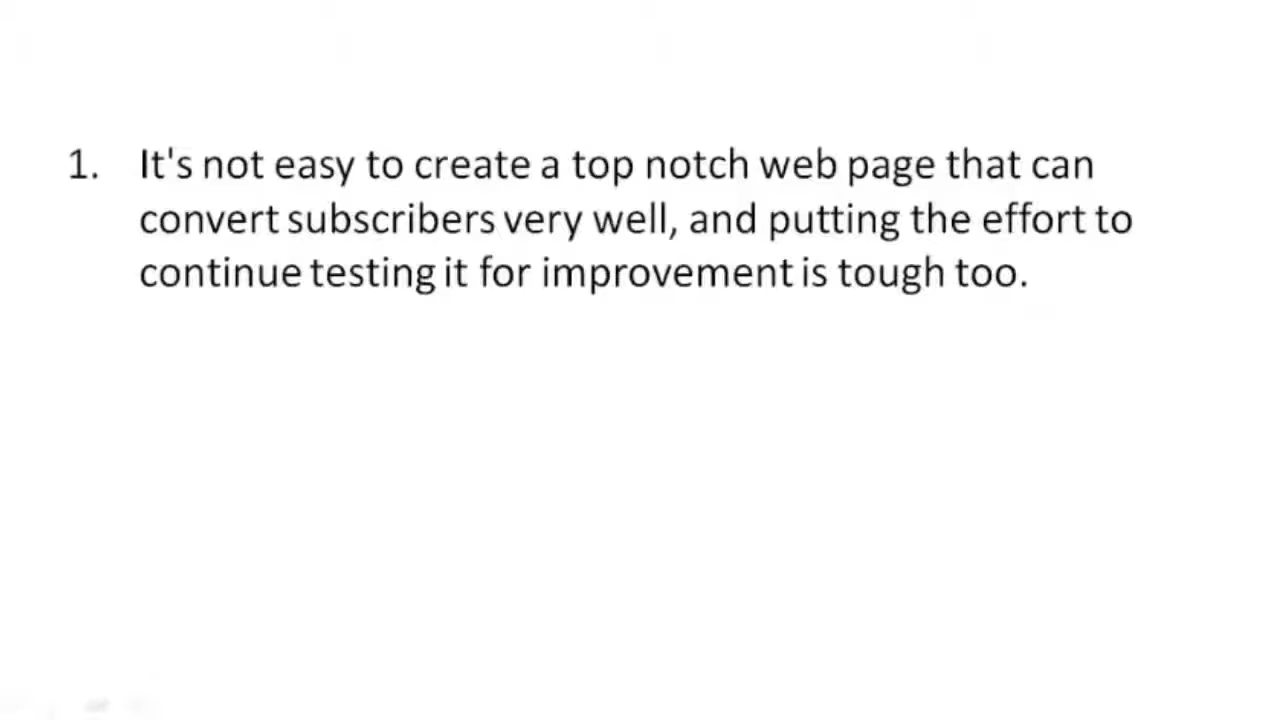 1. It's not easy to create a top notch web page that can
convert subscribers very well, and putting the effort to
continue testing it for improvement is tough too.